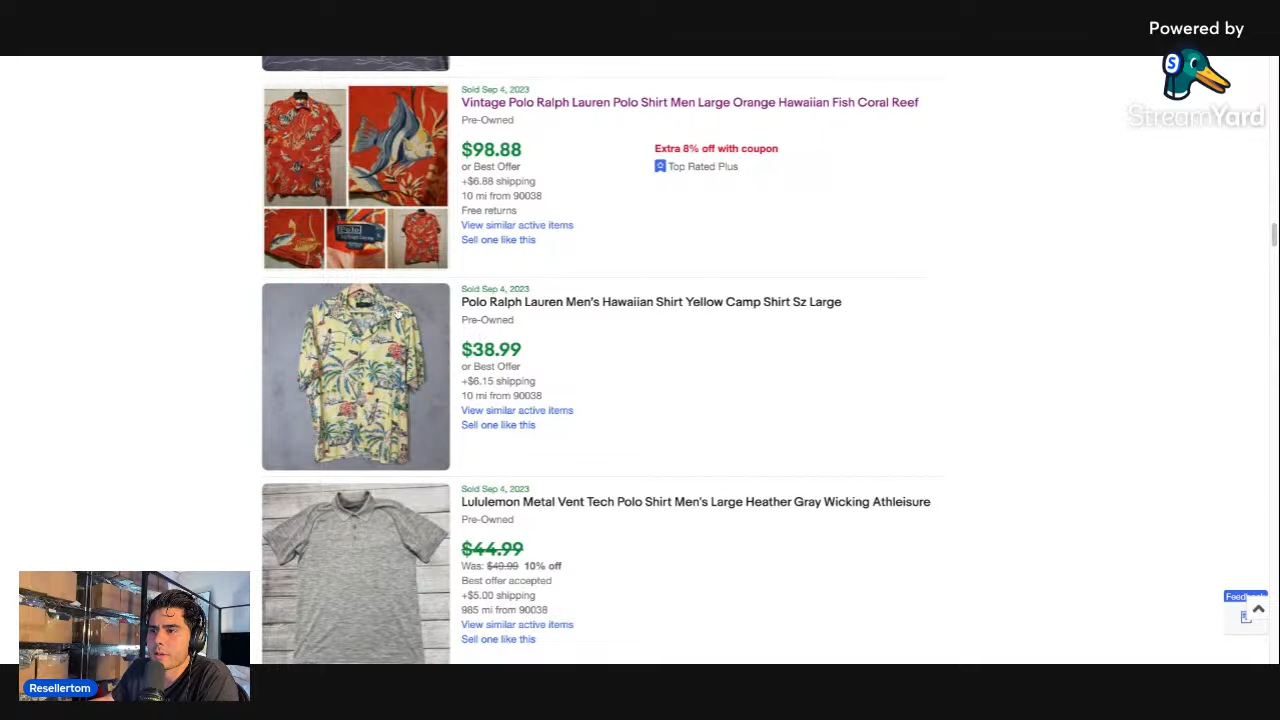 Powered by
StreamYard
Sold Sep 4, 2023
Vintage Polo Ralph Lauren Polo Shirt Men Large Orange Hawaiian Fish Coral Reef
Pre-Owned
$98.88
or Best Offer
+$6.88 shipping
10 mi from 90038
Free returns
View similar active items
Sell one like this
Extra 8% off with coupon
Top Rated Plus
Polo
Sold Sep 4, 2023
Polo Ralph Lauren Men's Hawaiian Shirt Yellow Camp Shirt Sz Large
Pre-Owned
$38.99
or Best Offer
+$6.15 shipping
10 mi from 90038
View similar active items
Sell one like this
Sold Sep 4, 2023
Lululemon Metal Vent Tech Polo Shirt Men's Large Heather Gray Wicking Athleisure
Pre-Owned
$44.99
Was: $49.99 10% off
Best offer accepted
+$5.00 shipping
985 mi from 90038
View similar active items
Sell one like this
Resellertom